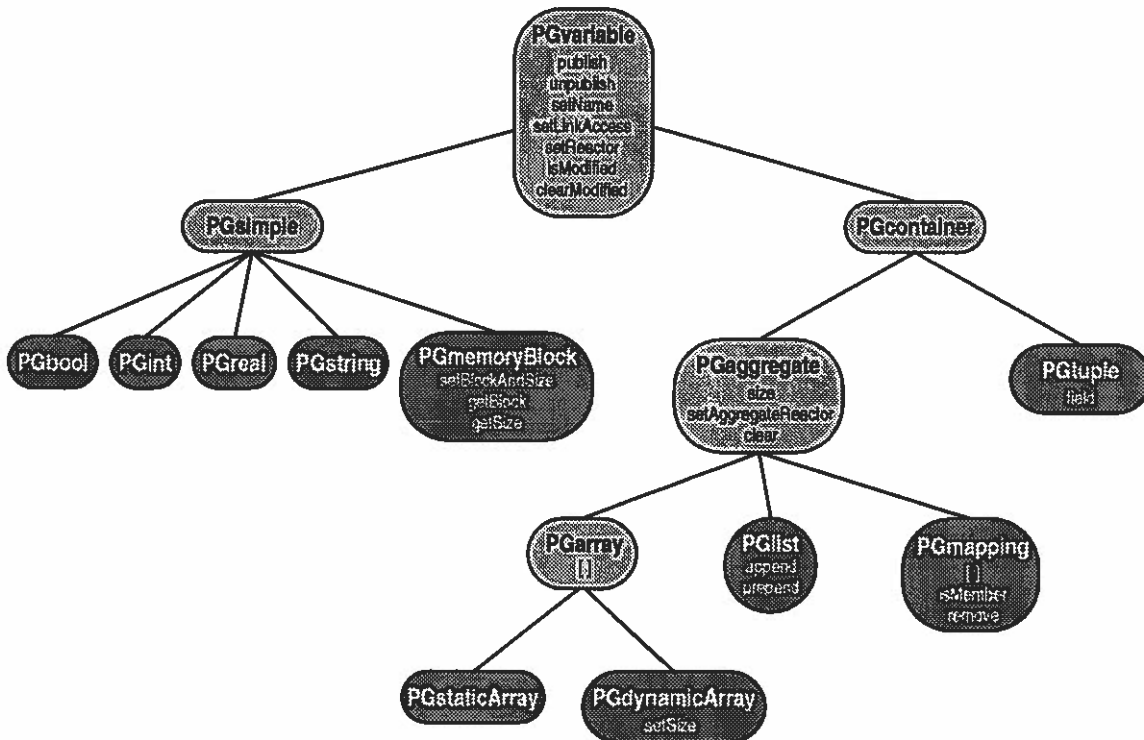 PGvariable
publish
unpublish
setName
setLinkAccess
setReactor
isModified
clearModified
PGsimple
PGcontainer
PGbool
PGint
PGreal
PGstring
PGmemoryBlock
setBlockAndSize
getBlock
getSize
PGaggregate
size
setAggregateReactor
clear
PGtuple
field
PGarray
[ ]
PGlist
append
prepend
PGmapping
[ ]
isMember
remove
PGstaticArray
PGdynamicArray
setSize